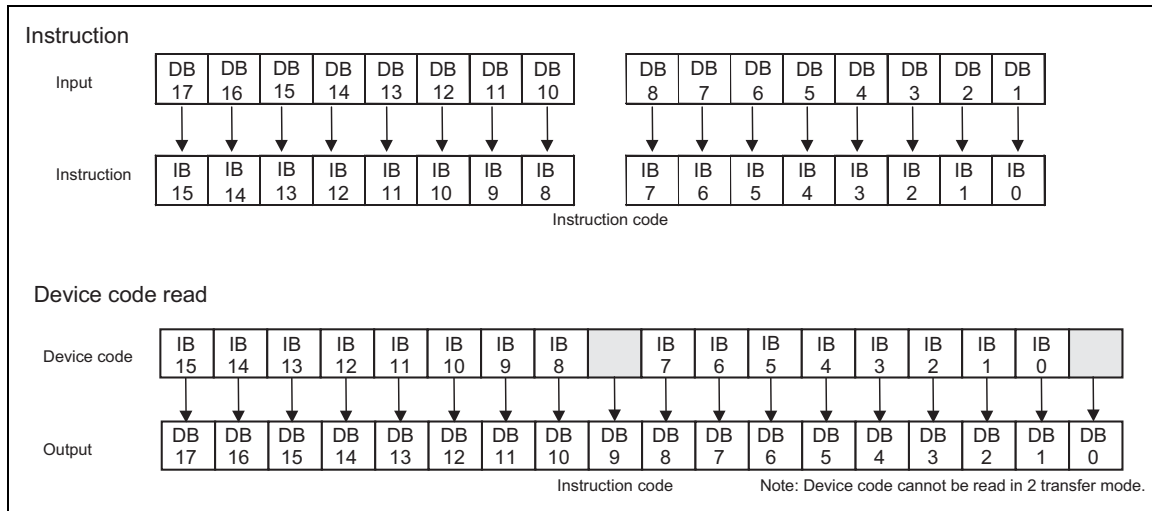 Instruction
Input
DB DB DB DB DB DB DB DB DB DB DB DB DB DB DB DB
17 16 15 14 13 12 11 10 8 7 6 5 4 3 2 1
Instruction
IB IB IB IB IB IB IB IB IB IB IB IB IB IB IB IB
15 14 13 12 11 10 9 8 7 6 5 4 3 2 1 0
Instruction code
Device code read
Device code
IB IB IB IB IB IB IB IB IB IB IB IB IB IB IB IB
15 14 13 12 11 10 9 8 7 6 5 4 3 2 1 0
Output
DB DB DB DB DB DB DB DB DB DB DB DB DB DB DB DB DB DB
17 16 15 14 13 12 11 10 9 8 7 6 5 4 3 2 1 0
Instruction code Note: Device code cannot be read in 2 transfer mode.